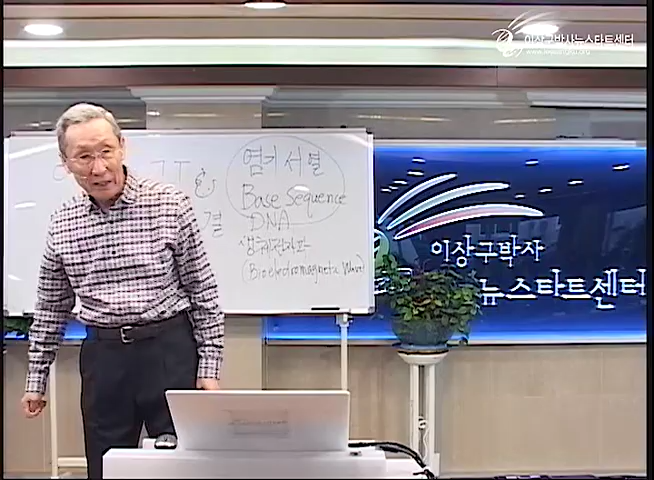 이상구박사뉴스타트센터
염기서열
Base Sequence
DNA
생체전자파
(Bioelectromagnetic Wave)
결
이상구박사
뉴스타트센터